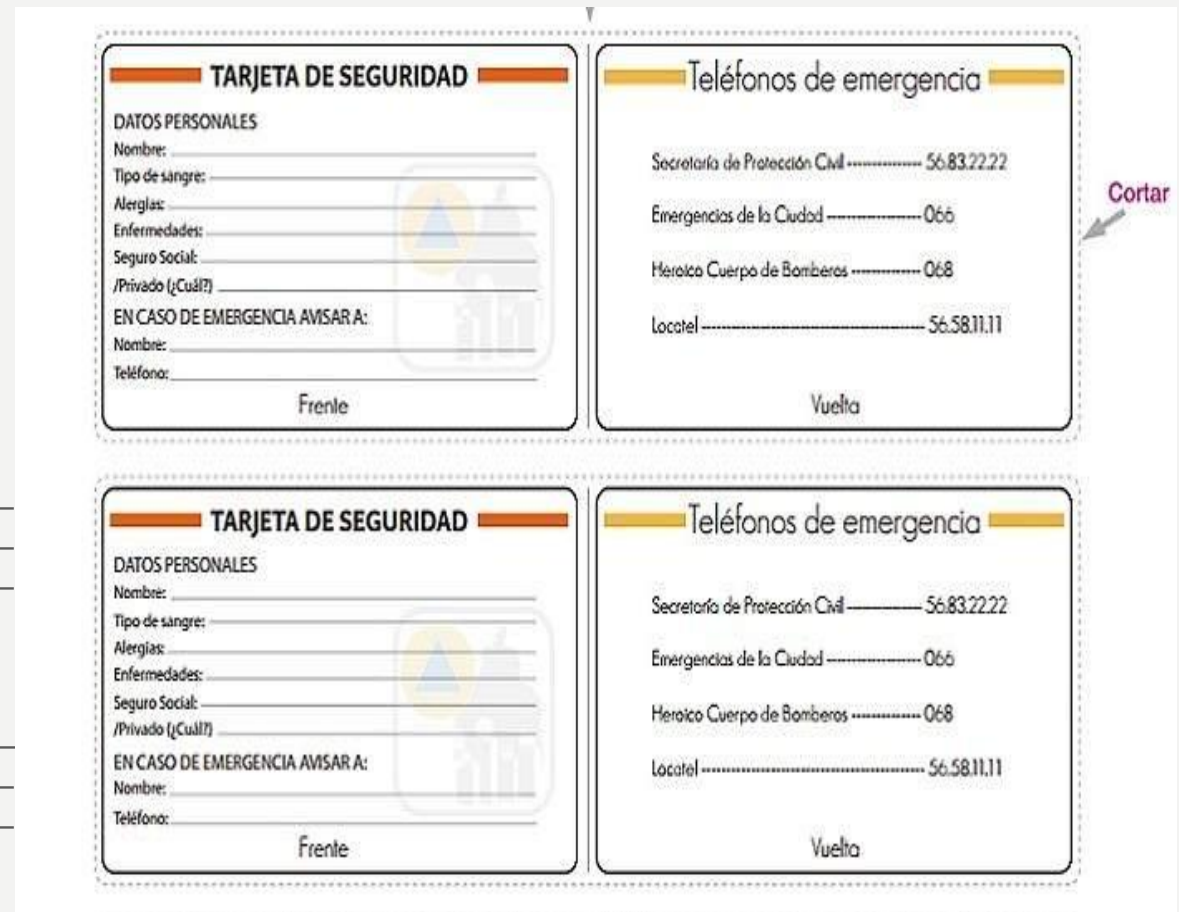 TARJETA DE SEGURIDAD
DATOS PERSONALES
Nombre:
Tipo de sangre:
Alergias:
Enfermedades:
Seguro Social:
/Privado (¿Cuál?)
EN CASO DE EMERGENCIA AVISAR A:
Nombre:
Teléfono:
Frente
Teléfonos de emergencia
Secretaría de Protección Civil --------------- 56.83.22.22
Emergencias de la Ciudad ------------------- 066
Heroico Cuerpo de Bomberos -------------- 068
Locatel --------------------------------------------- 56.58.11.11
Vuelta
Cortar
TARJETA DE SEGURIDAD
DATOS PERSONALES
Nombre:
Tipo de sangre:
Alergias:
Enfermedades:
Seguro Social:
/Privado (¿Cuál?)
EN CASO DE EMERGENCIA AVISAR A:
Nombre:
Teléfono:
Frente
Teléfonos de emergencia
Secretaría de Protección Civil --------------- 56.83.22.22
Emergencias de la Ciudad ------------------- 066
Heroico Cuerpo de Bomberos -------------- 068
Locatel --------------------------------------------- 56.58.11.11
Vuelta